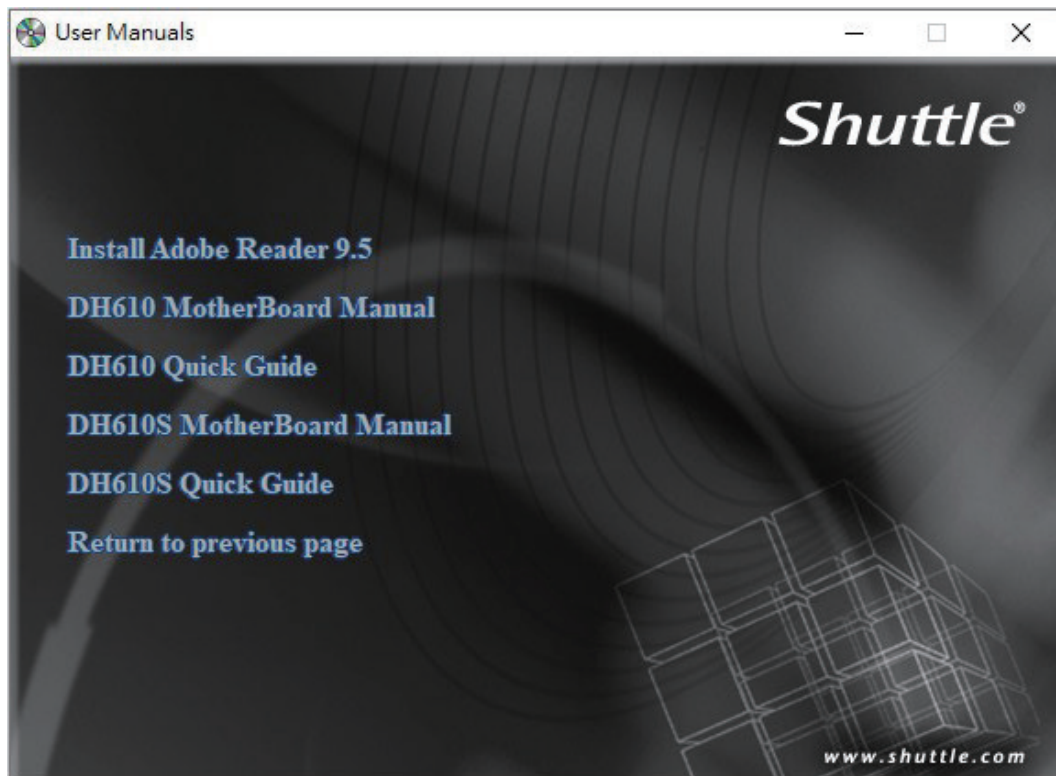 User Manuals
Shuttle®
Install Adobe Reader 9.5
DH610 MotherBoard Manual
DH610 Quick Guide
DH610S MotherBoard Manual
DH610S Quick Guide
Return to previous page
www.shuttle.com